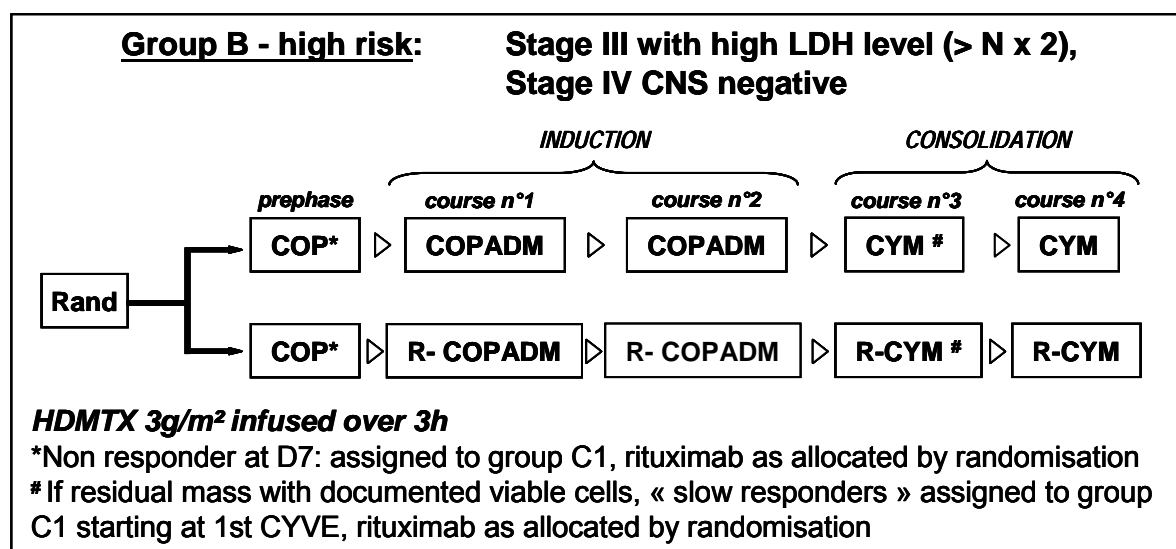 Group B - high risk: Stage III with high LDH level (> N x 2),
Stage IV CNS negative
INDUCTION CONSOLIDATION
prephase course n°1 course n°2 course n°3 course n°4
COP* COPADM COPADM CYM # CYM
Rand
COP* R- COPADM R- COPADM R-CYM # R-CYM
HDMTX 3g/m² infused over 3h
*Non responder at D7: assigned to group C1, rituximab as allocated by randomisation
# If residual mass with documented viable cells, « slow responders » assigned to group
C1 starting at 1st CYVE, rituximab as allocated by randomisation